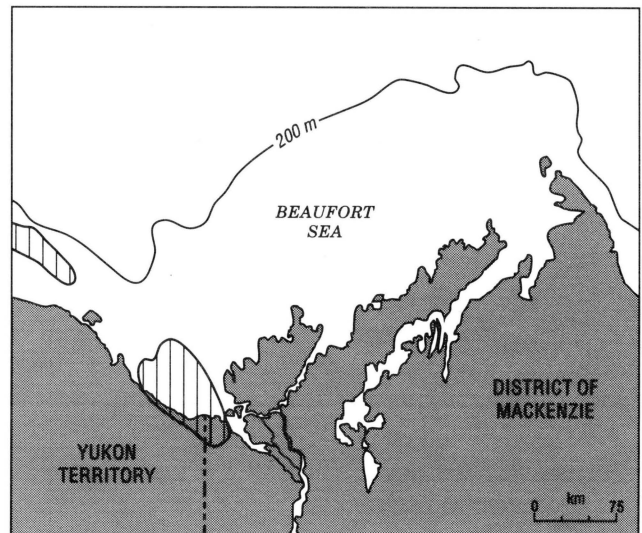 200 m
BEAUFORT
SEA
DISTRICT OF
MACKENZIE
YUKON
TERRITORY
km
0 75